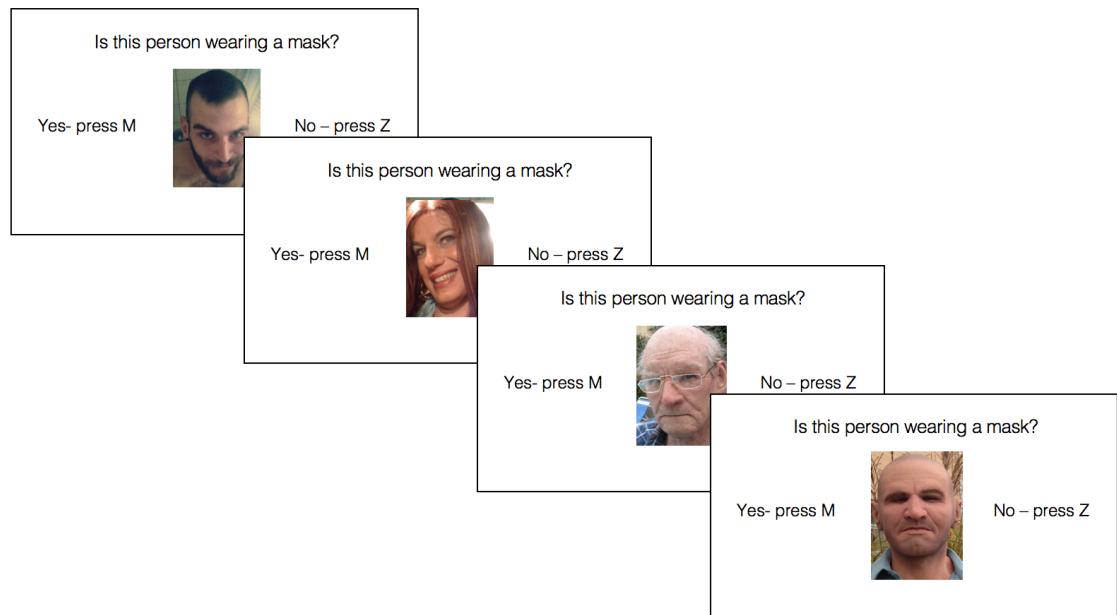 Is this person wearing a mask?
Yes- press M
No – press Z
Is this person wearing a mask?
Yes- press M
No – press Z
Is this person wearing a mask?
Yes- press M
No – press Z
Is this person wearing a mask?
Yes- press M
No – press Z